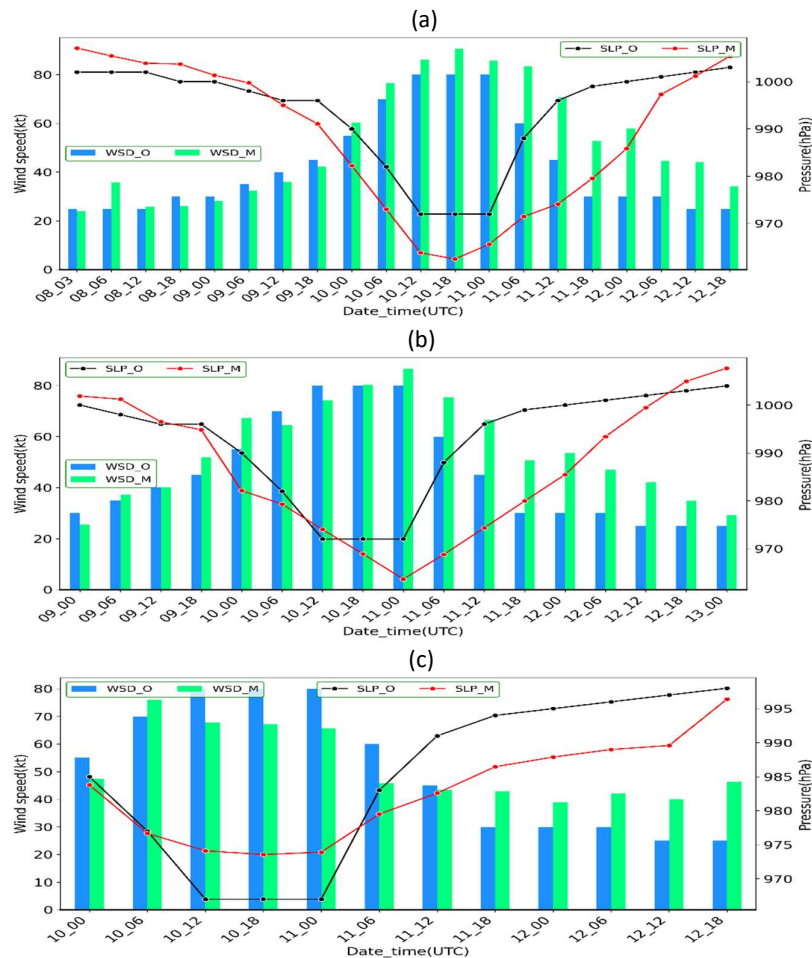 (a)
SLP_O SLP_M
WSD_O WSD_M
Wind speed(kt)
80
60
40
20
0
Pressure(hPa)
1000
990
980
970
08_03 08_06 08_12 08_18 09_00 09_06 09_12 09_18 10_00 10_06 10_12 10_18 11_00 11_06 11_12 11_18 12_00 12_06 12_12 12_18
Date_time(UTC)
(b)
SLP_O SLP_M
WSD_O
WSD_M
Wind speed(kt)
80
60
40
20
0
Pressure(hPa)
1000
990
980
970
09_00 09_06 09_12 09_18 10_00 10_06 10_12 10_18 11_00 11_06 11_12 11_18 12_00 12_06 12_12 13_00
Date_time(UTC)
(c)
WSD_O WSD_M SLP_O SLP_M
Wind speed(kt)
80
70
60
50
40
30
20
10
0
Pressure(hPa)
995
990
985
980
975
970
10_00 10_06 10_12 10_18 11_00 11_06 11_12 11_18 12_00 12_06 12_12 12_18
Date_time(UTC)